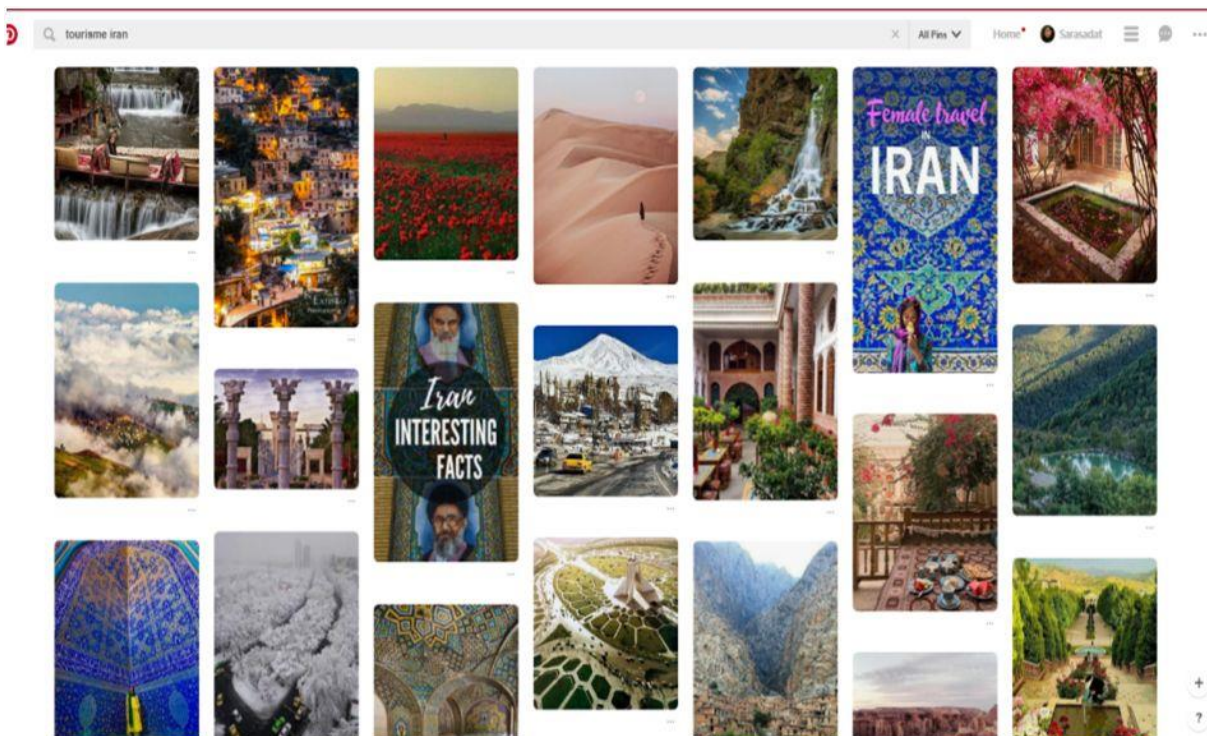 tourisme iran
×
All Pins
Home
Sarasadat
Female travel
IN
IRAN
Iran
INTERESTING
FACTS
+
?